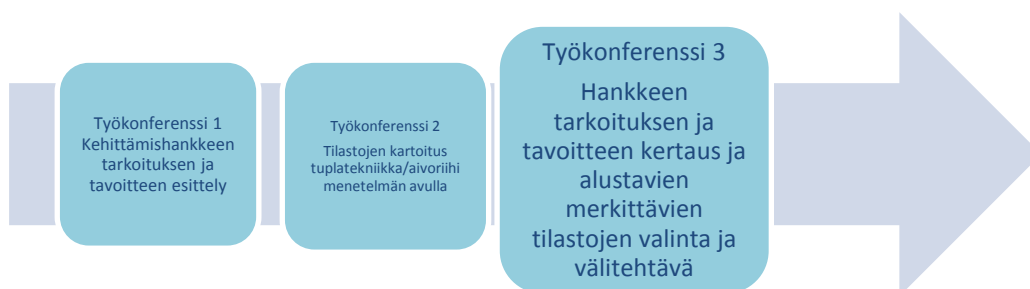 Työkonferenssi 1
Kehittämishankkeen
tarkoituksen ja
tavoitteen esittely
Työkonferenssi 2
Tilastojen kartoitus
tuplatekniikka/aivoriihi
menetelmän avulla
Työkonferenssi 3
Hankkeen
tarkoituksen ja
tavoitteen kertaus ja
alustavien
merkittävien
tilastojen valinta ja
välitehtävä